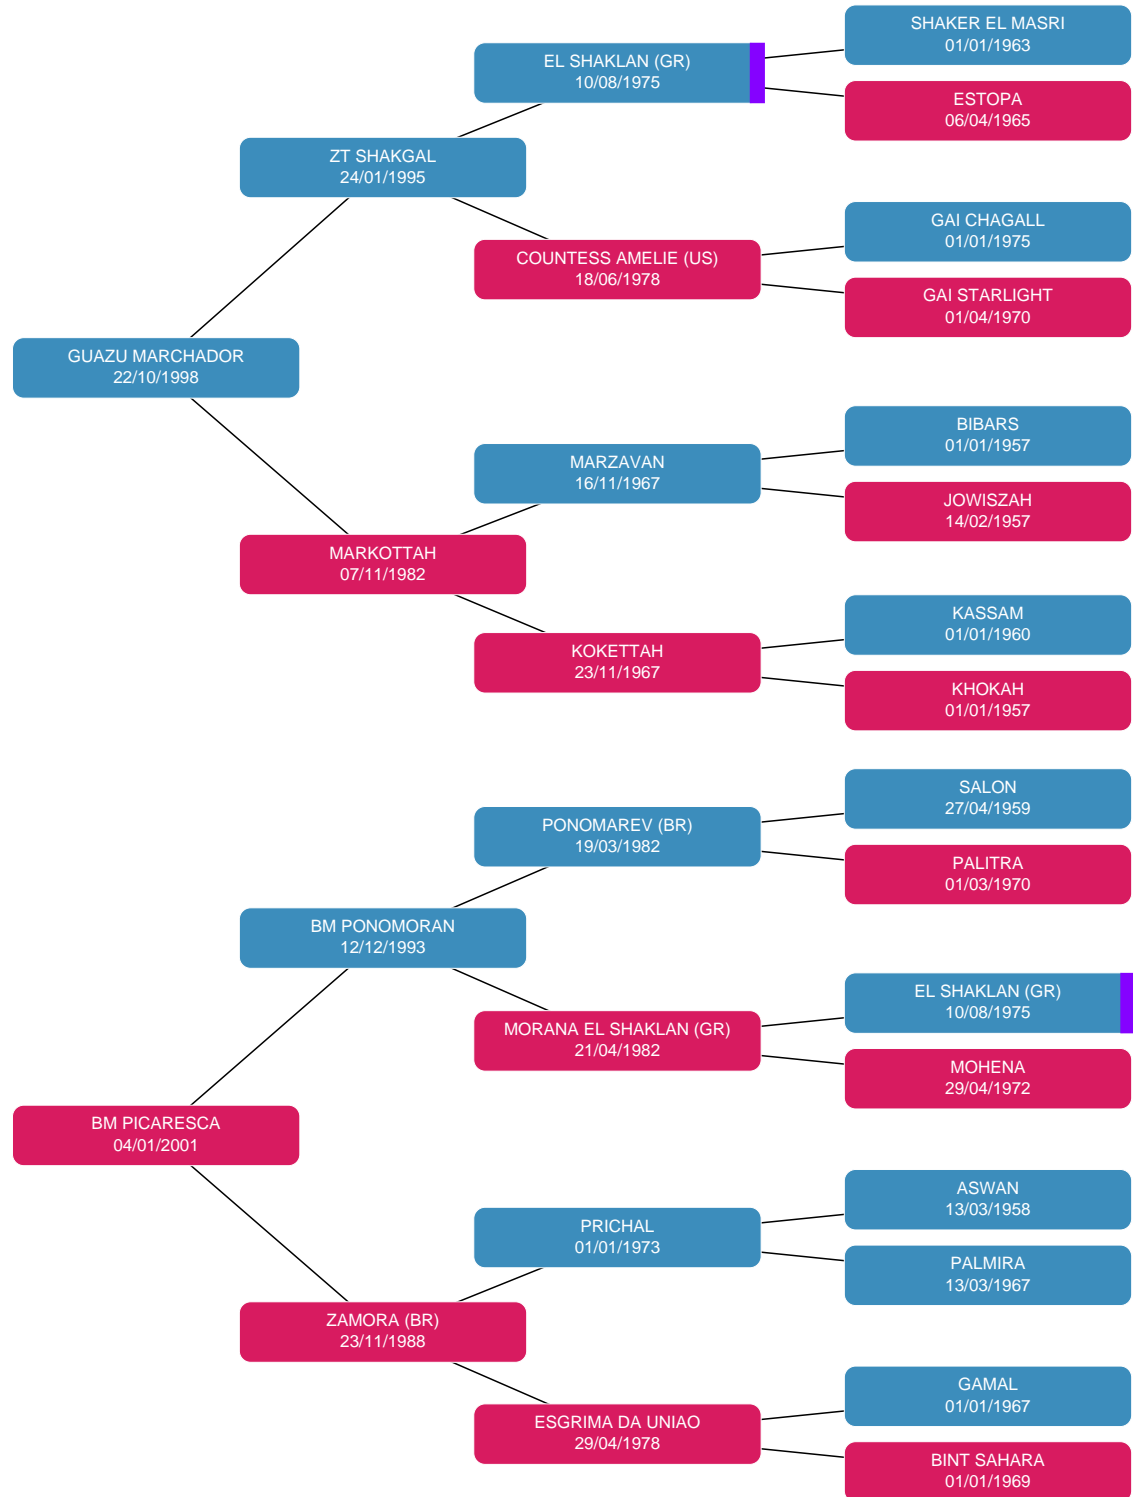 SHAKER EL MASRI
01/01/1963
EL SHAKLAN (GR)
10/08/1975
ESTOPA
06/04/1965
ZT SHAKGAL
24/01/1995
GAI CHAGALL
01/01/1975
COUNTESS AMELIE (US)
18/06/1978
GAI STARLIGHT
01/04/1970
GUAZU MARCHADOR
22/10/1998
BIBARS
01/01/1957
MARZAVAN
16/11/1967
JOWISZAH
14/02/1957
MARKOTTAH
07/11/1982
KASSAM
01/01/1960
KOKETTAH
23/11/1967
KHOKAH
01/01/1957
SALON
27/04/1959
PONOMAREV (BR)
19/03/1982
PALITRA
01/03/1970
BM PONOMORAN
12/12/1993
EL SHAKLAN (GR)
10/08/1975
MORANA EL SHAKLAN (GR)
21/04/1982
MOHENA
29/04/1972
BM PICARESCA
04/01/2001
ASWAN
13/03/1958
PRICHAL
01/01/1973
PALMIRA
13/03/1967
ZAMORA (BR)
23/11/1988
GAMAL
01/01/1967
ESGRIMA DA UNIAO
29/04/1978
BINT SAHARA
01/01/1969